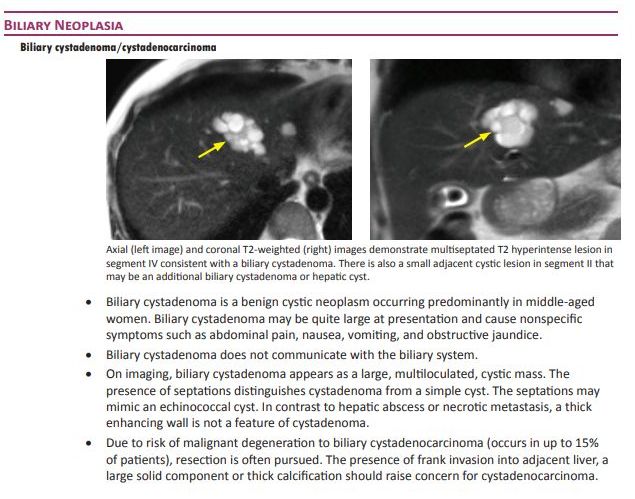 BILIARY NEOPLASIA
Biliary cystadenoma/cystadenocarcinoma
Axial (left image) and coronal T2-weighted (right) images demonstrate multiseptated T2 hyperintense lesion in
segment IV consistent with a biliary cystadenoma. There is also a small adjacent cystic lesion in segment II that
may be an additional biliary cystadenoma or hepatic cyst.
• Biliary cystadenoma is a benign cystic neoplasm occurring predominantly in middle-aged
women. Biliary cystadenoma may be quite large at presentation and cause nonspecific
symptoms such as abdominal pain, nausea, vomiting, and obstructive jaundice.
• Biliary cystadenoma does not communicate with the biliary system.
• On imaging, biliary cystadenoma appears as a large, multiloculated, cystic mass. The
presence of septations distinguishes cystadenoma from a simple cyst. The septations may
mimic an echinococcal cyst. In contrast to hepatic abscess or necrotic metastasis, a thick
enhancing wall is not a feature of cystadenoma.
• Due to risk of malignant degeneration to biliary cystadenocarcinoma (occurs in up to 15%
of patients), resection is often pursued. The presence of frank invasion into adjacent liver, a
large solid component or thick calcification should raise concern for cystadenocarcinoma.